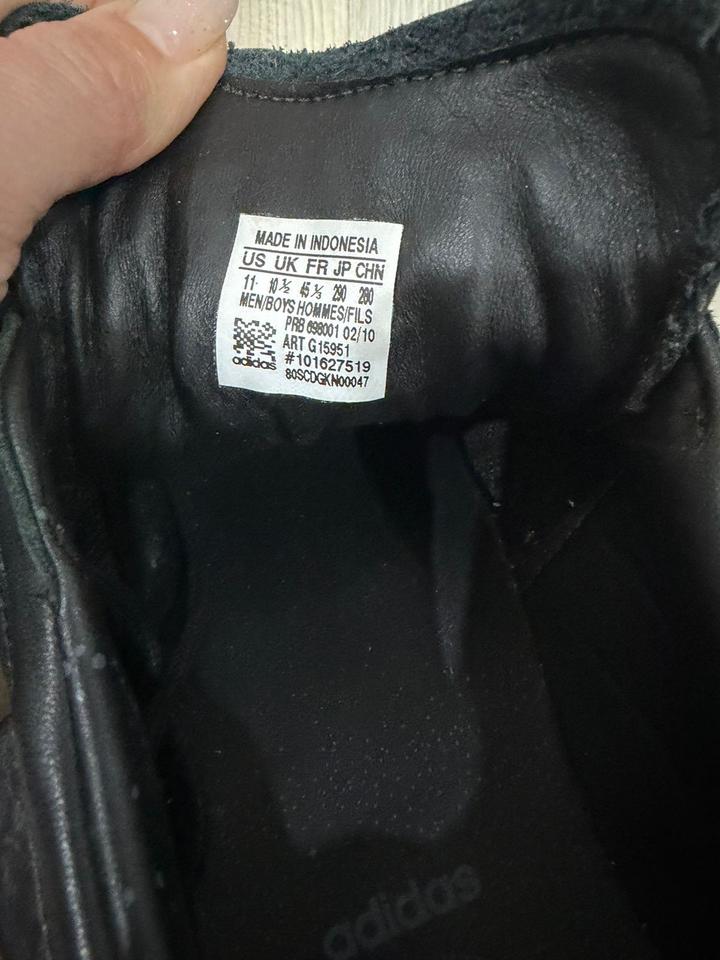 MADE IN INDONESIA
US UK FR JP CHN
11 10½ 45⅓ 290 280
MEN/BOYS HOMMES/FILS
PRB 698001 02/10
ART G15951
adidas #101627519
80SCDGKN00047
adidas